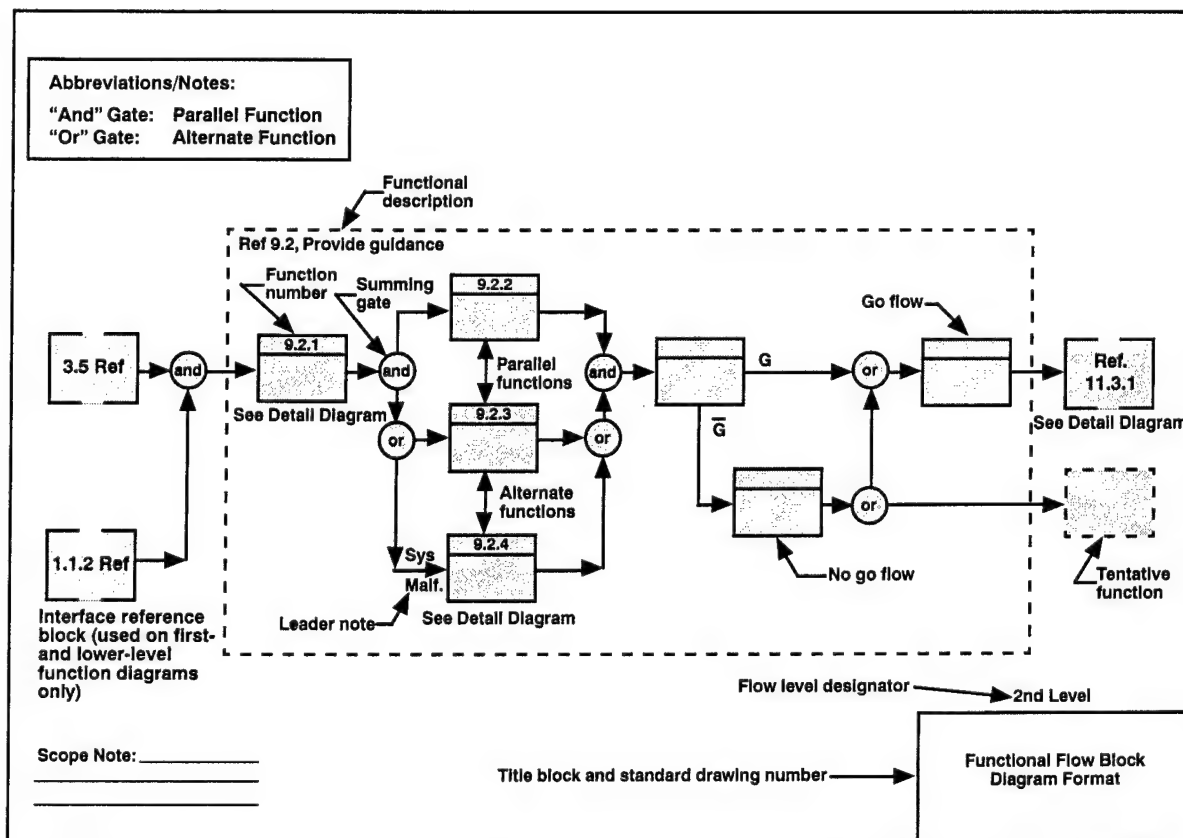 Abbreviations/Notes:
"And" Gate: Parallel Function
"Or" Gate: Alternate Function
Functional
description
Ref 9.2, Provide guidance
Function
number
Summing
gate
9.2.2
Go flow
3.5 Ref
and
9.2.1
and
Parallel
functions
and
G
or
Ref.
11.3.1
See Detail Diagram
See Detail Diagram
or
9.2.3
or
G̅
Alternate
functions
or
1.1.2 Ref
9.2.4
Sys
Malf.
No go flow
Tentative
function
Leader note
See Detail Diagram
Interface reference
block (used on first-
and lower-level
function diagrams
only)
Flow level designator
2nd Level
Scope Note:
Title block and standard drawing number
Functional Flow Block
Diagram Format